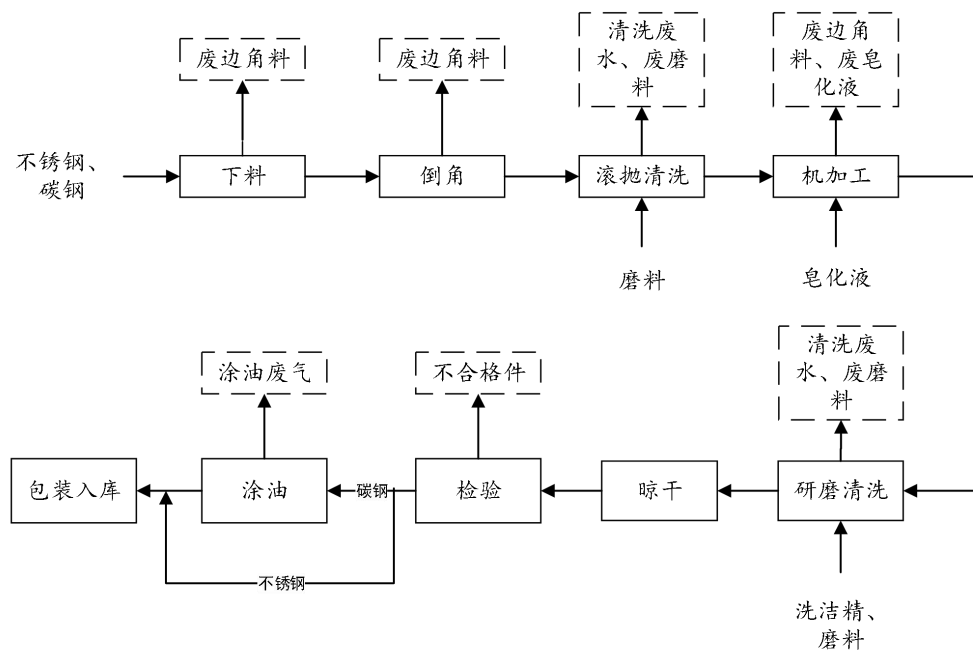 废边角料
废边角料
清洗废
水、废磨
料
废边角
料、废皂
化液
不锈钢、
碳钢
下料
倒角
滚抛清洗
机加工
磨料
皂化液
涂油废气
不合格件
清洗废
水、废磨
料
包装入库
涂油
碳钢
检验
晾干
研磨清洗
不锈钢
洗洁精、
磨料